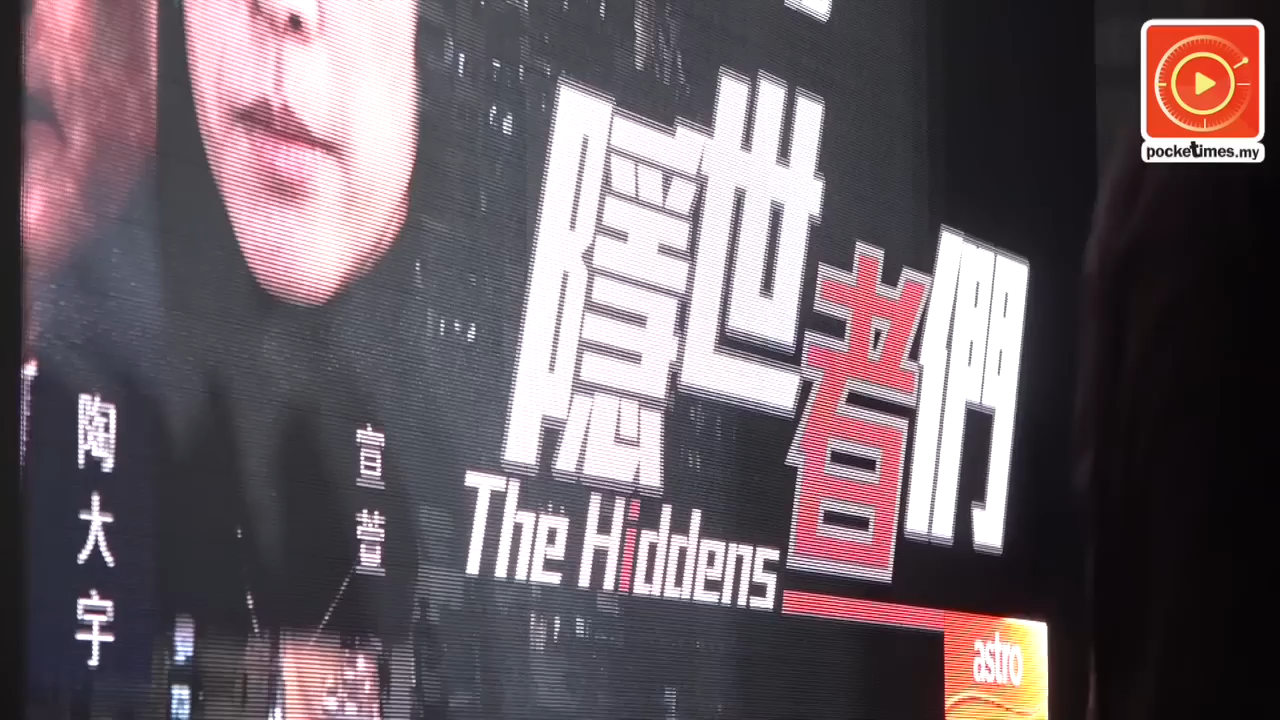 pocketimes.my
隱世者們
The Hiddens
astro
陶大宇
宣萱